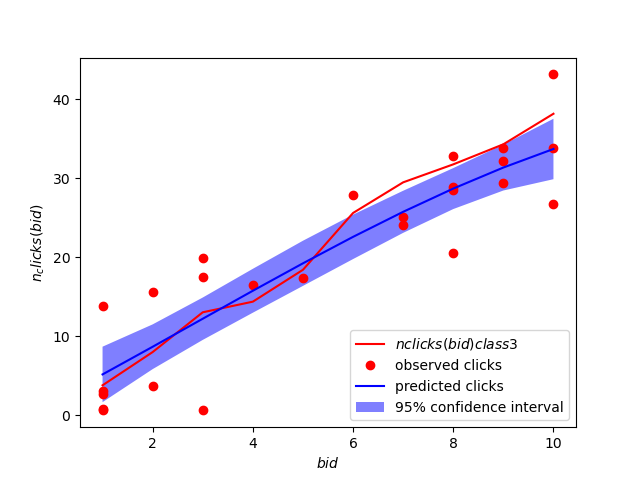 40
30
20
10
0
n_clicks(bid)
2
4
6
8
10
bid
nclicks(bid)class3
observed clicks
predicted clicks
95% confidence interval